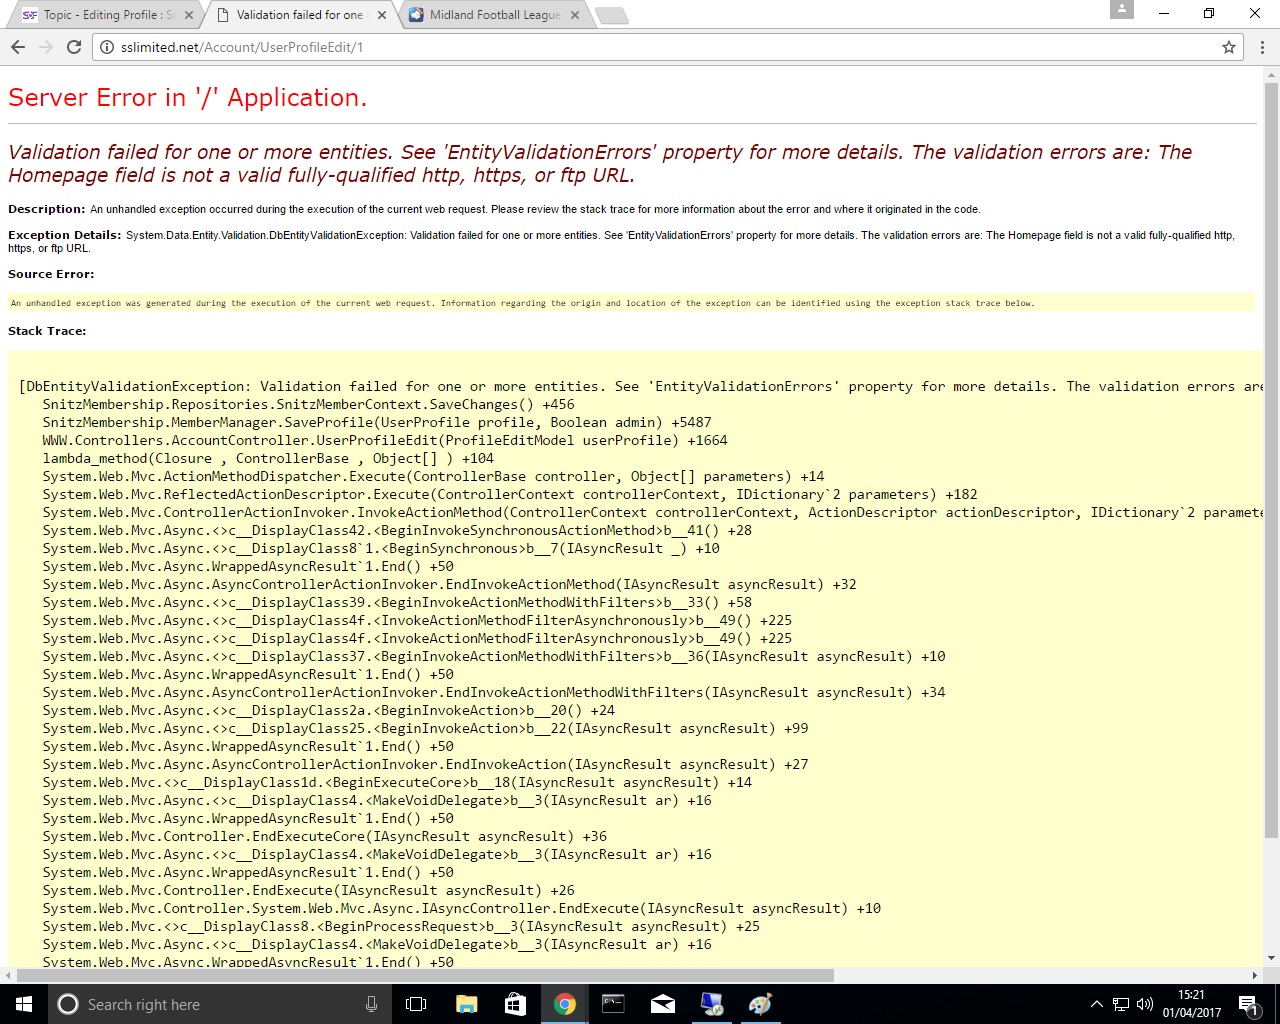 Topic - Editing Profile : S
Validation failed for one
Midland Football League
sslimited.net/Account/UserProfileEdit/1
Server Error in '/' Application.
Validation failed for one or more entities. See 'EntityValidationErrors' property for more details. The validation errors are: The
Homepage field is not a valid fully-qualified http, https, or ftp URL.
Description: An unhandled exception occurred during the execution of the current web request. Please review the stack trace for more information about the error and where it originated in the code.
Exception Details: System.Data.Entity.Validation.DbEntityValidationException: Validation failed for one or more entities. See 'EntityValidationErrors' property for more details. The validation errors are: The Homepage field is not a valid fully-qualified http,
https, or ftp URL.
Source Error:
An unhandled exception was generated during the execution of the current web request. Information regarding the origin and location of the exception can be identified using the exception stack trace below.
Stack Trace:
[DbEntityValidationException: Validation failed for one or more entities. See 'EntityValidationErrors' property for more details. The validation errors are
SnitzMembership.Repositories.SnitzMemberContext.SaveChanges() +456
SnitzMembership.MemberManager.SaveProfile(UserProfile profile, Boolean admin) +5487
WWW.Controllers.AccountController.UserProfileEdit(ProfileEditModel userProfile) +1664
lambda_method(Closure , ControllerBase , Object[] ) +104
System.Web.Mvc.ActionMethodDispatcher.Execute(ControllerBase controller, Object[] parameters) +14
System.Web.Mvc.ReflectedActionDescriptor.Execute(ControllerContext controllerContext, IDictionary`2 parameters) +182
System.Web.Mvc.ControllerActionInvoker.InvokeActionMethod(ControllerContext controllerContext, ActionDescriptor actionDescriptor, IDictionary`2 paramete
System.Web.Mvc.Async.<>c__DisplayClass42.<BeginInvokeSynchronousActionMethod>b__41() +28
System.Web.Mvc.Async.<>c__DisplayClass8`1.<BeginSynchronous>b__7(IAsyncResult _) +10
System.Web.Mvc.Async.WrappedAsyncResult`1.End() +50
System.Web.Mvc.Async.AsyncControllerActionInvoker.EndInvokeActionMethod(IAsyncResult asyncResult) +32
System.Web.Mvc.Async.<>c__DisplayClass39.<BeginInvokeActionMethodWithFilters>b__33() +58
System.Web.Mvc.Async.<>c__DisplayClass4f.<InvokeActionMethodFilterAsynchronously>b__49() +225
System.Web.Mvc.Async.<>c__DisplayClass4f.<InvokeActionMethodFilterAsynchronously>b__49() +225
System.Web.Mvc.Async.<>c__DisplayClass37.<BeginInvokeActionMethodWithFilters>b__36(IAsyncResult asyncResult) +10
System.Web.Mvc.Async.WrappedAsyncResult`1.End() +50
System.Web.Mvc.Async.AsyncControllerActionInvoker.EndInvokeActionMethodWithFilters(IAsyncResult asyncResult) +34
System.Web.Mvc.Async.<>c__DisplayClass2a.<BeginInvokeAction>b__20() +24
System.Web.Mvc.Async.<>c__DisplayClass25.<BeginInvokeAction>b__22(IAsyncResult asyncResult) +99
System.Web.Mvc.Async.WrappedAsyncResult`1.End() +50
System.Web.Mvc.Async.AsyncControllerActionInvoker.EndInvokeAction(IAsyncResult asyncResult) +27
System.Web.Mvc.<>c__DisplayClass1d.<BeginExecuteCore>b__18(IAsyncResult asyncResult) +14
System.Web.Mvc.Async.<>c__DisplayClass4.<MakeVoidDelegate>b__3(IAsyncResult ar) +16
System.Web.Mvc.Async.WrappedAsyncResult`1.End() +50
System.Web.Mvc.Controller.EndExecuteCore(IAsyncResult asyncResult) +36
System.Web.Mvc.Async.<>c__DisplayClass4.<MakeVoidDelegate>b__3(IAsyncResult ar) +16
System.Web.Mvc.Async.WrappedAsyncResult`1.End() +50
System.Web.Mvc.Controller.EndExecute(IAsyncResult asyncResult) +26
System.Web.Mvc.Controller.System.Web.Mvc.Async.IAsyncController.EndExecute(IAsyncResult asyncResult) +10
System.Web.Mvc.<>c__DisplayClass8.<BeginProcessRequest>b__3(IAsyncResult asyncResult) +25
System.Web.Mvc.Async.<>c__DisplayClass4.<MakeVoidDelegate>b__3(IAsyncResult ar) +16
System.Web.Mvc.Async.WrappedAsyncResult`1.End() +50
Search right here
15:21
01/04/2017
1